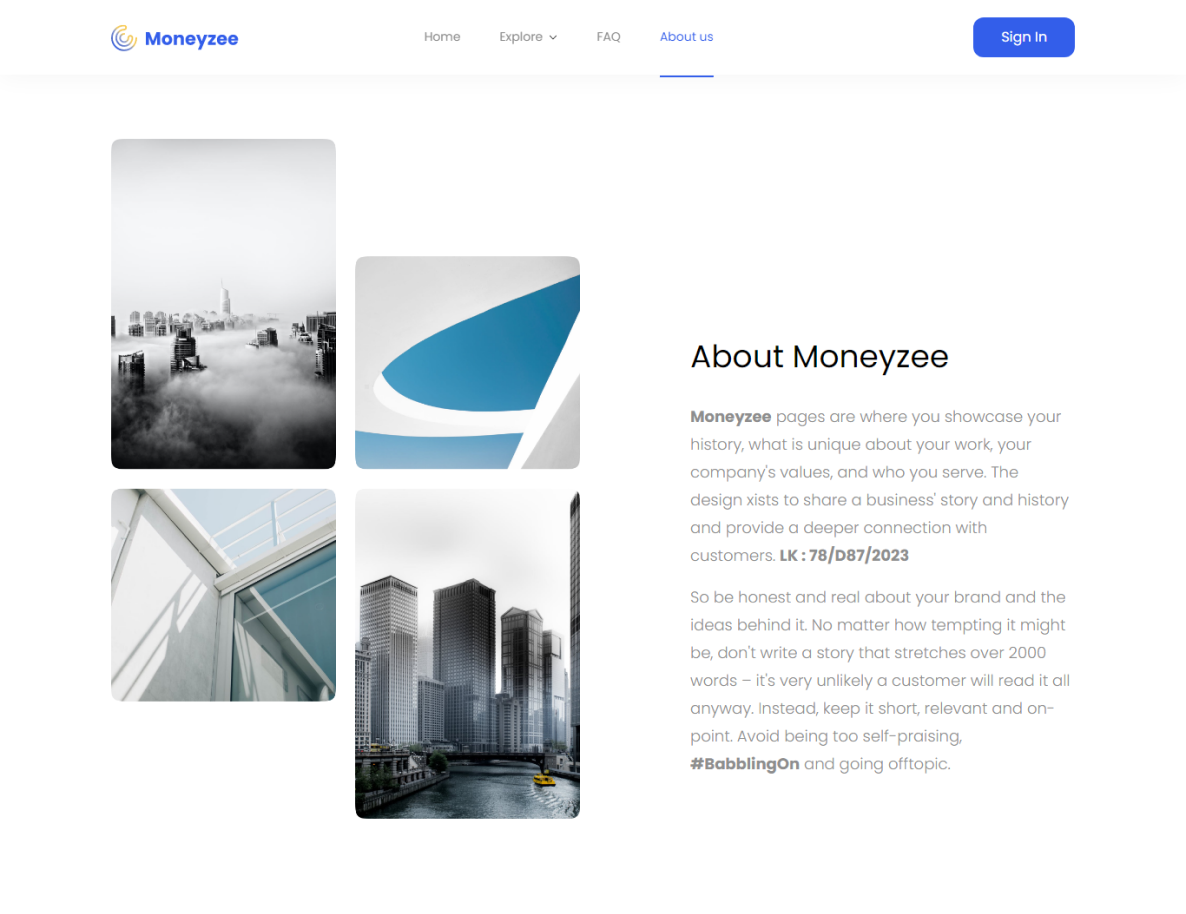 Moneyzee
Home
Explore
FAQ
About us
Sign In
About Moneyzee
Moneyzee pages are where you showcase your
history, what is unique about your work, your
company's values, and who you serve. The
design xists to share a business' story and history
and provide a deeper connection with
customers. LK : 78/D87/2023
So be honest and real about your brand and the
ideas behind it. No matter how tempting it might
be, don't write a story that stretches over 2000
words – it's very unlikely a customer will read it all
anyway. Instead, keep it short, relevant and on-
point. Avoid being too self-praising,
#BabblingOn and going offtopic.